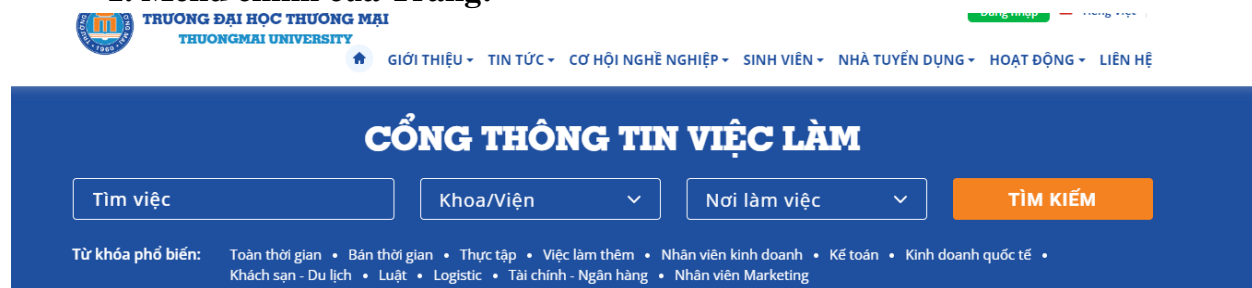 TRƯỜNG ĐẠI HỌC THƯƠNG MẠI
THUONGMAI UNIVERSITY
Đăng nhập Tiếng Việt
GIỚI THIỆU TIN TỨC CƠ HỘI NGHỀ NGHIỆP SINH VIÊN NHÀ TUYỂN DỤNG HOẠT ĐỘNG LIÊN HỆ
CỔNG THÔNG TIN VIỆC LÀM
Tìm việc Khoa/Viện Nơi làm việc TÌM KIẾM
Từ khóa phổ biến: Toàn thời gian • Bán thời gian • Thực tập • Việc làm thêm • Nhân viên kinh doanh • Kế toán • Kinh doanh quốc tế •
Khách sạn - Du lịch • Luật • Logistic • Tài chính - Ngân hàng • Nhân viên Marketing